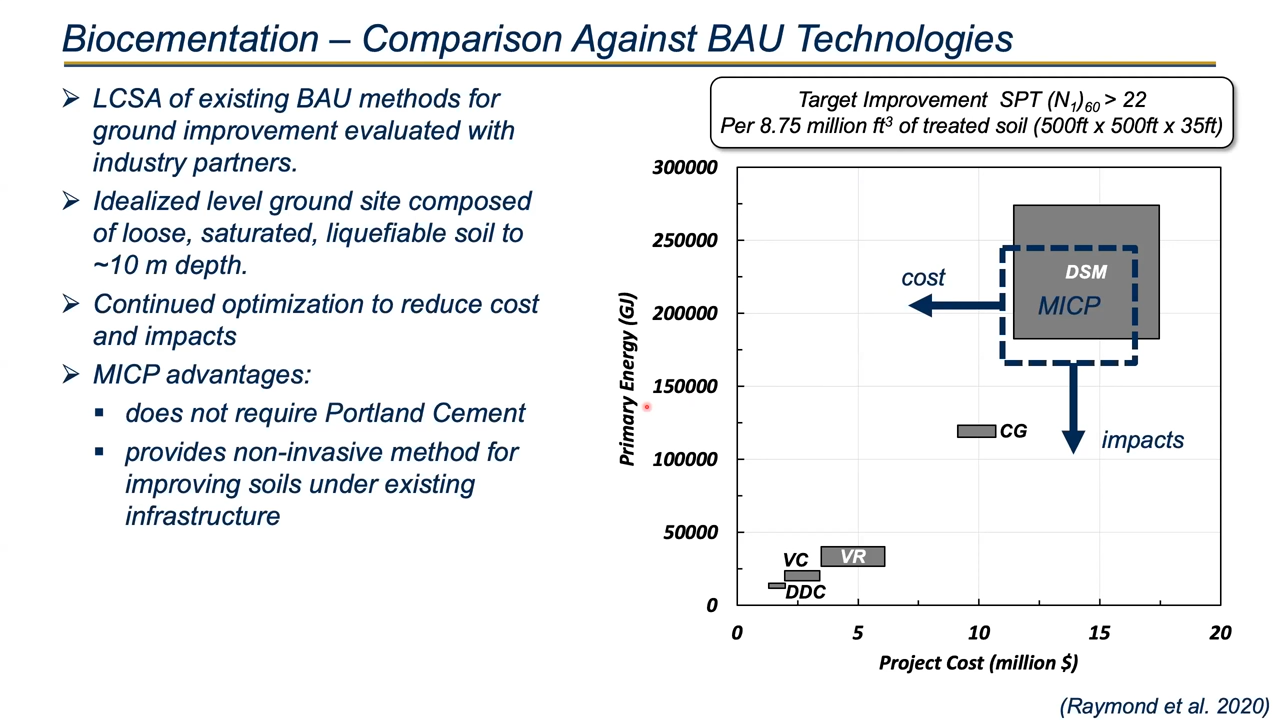 Biocementation – Comparison Against BAU Technologies
➢ LCSA of existing BAU methods for
ground improvement evaluated with
industry partners.
➢ Idealized level ground site composed
of loose, saturated, liquefiable soil to
~10 m depth.
➢ Continued optimization to reduce cost
and impacts
➢ MICP advantages:
▪ does not require Portland Cement
▪ provides non-invasive method for
improving soils under existing
infrastructure
Target Improvement SPT (N₁)₆₀ > 22
Per 8.75 million ft³ of treated soil (500ft x 500ft x 35ft)
Primary Energy (GJ)
300000
250000
200000
150000
100000
50000
0
cost
DSM
MICP
CG
impacts
VC
VR
DDC
0 5 10 15 20
Project Cost (million $)
(Raymond et al. 2020)